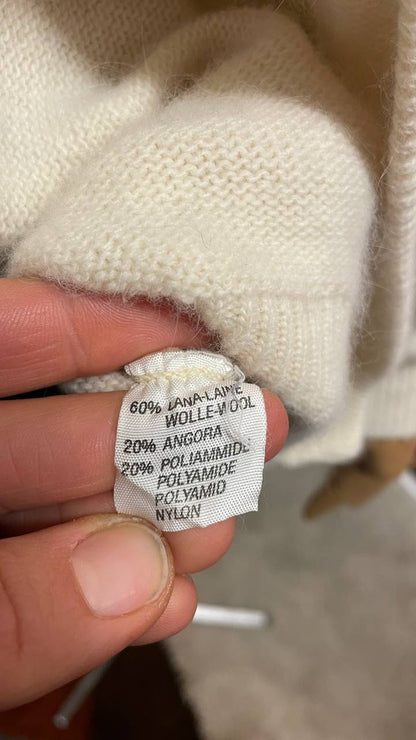 60% LANA-LAINE
WOLLE-WOOL
20% ANGORA
20% POLIAMMIDE
POLYAMIDE
POLYAMID
NYLON